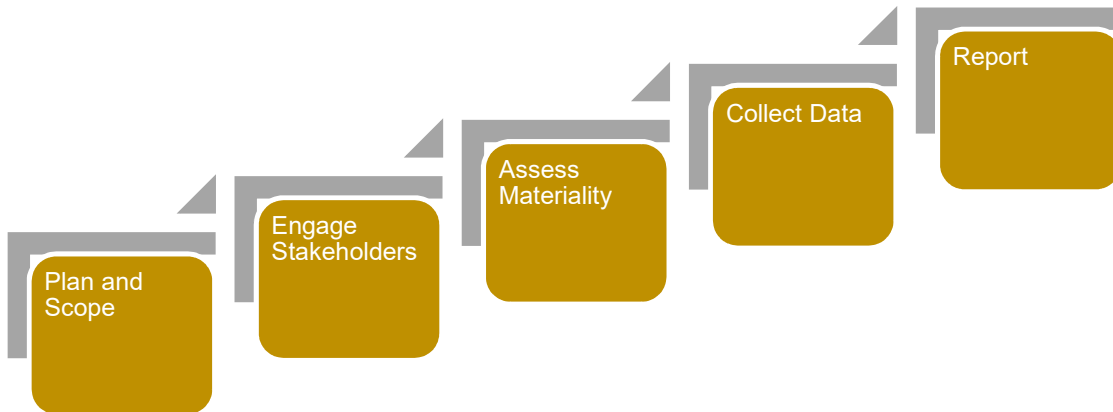 Plan and
Scope
Engage
Stakeholders
Assess
Materiality
Collect Data
Report